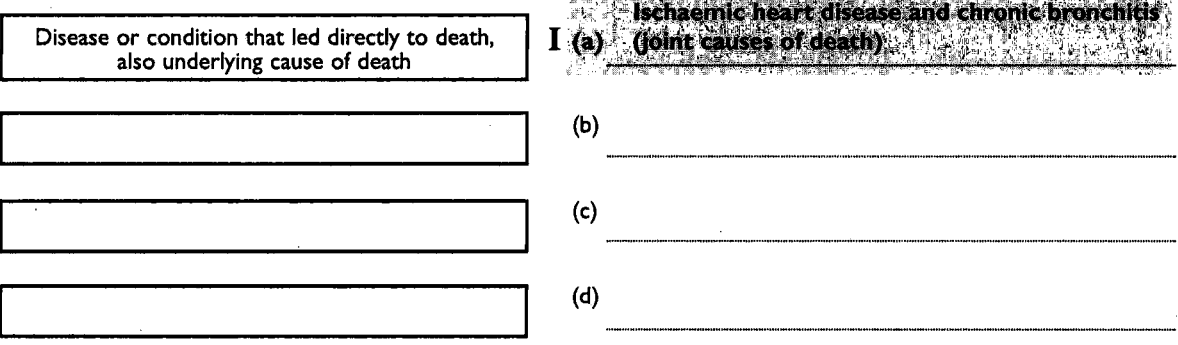 Disease or condition that led directly to death,
also underlying cause of death
I (a) Ischaemic heart disease and chronic bronchitis
(joint causes of death)
(b)
(c)
(d)